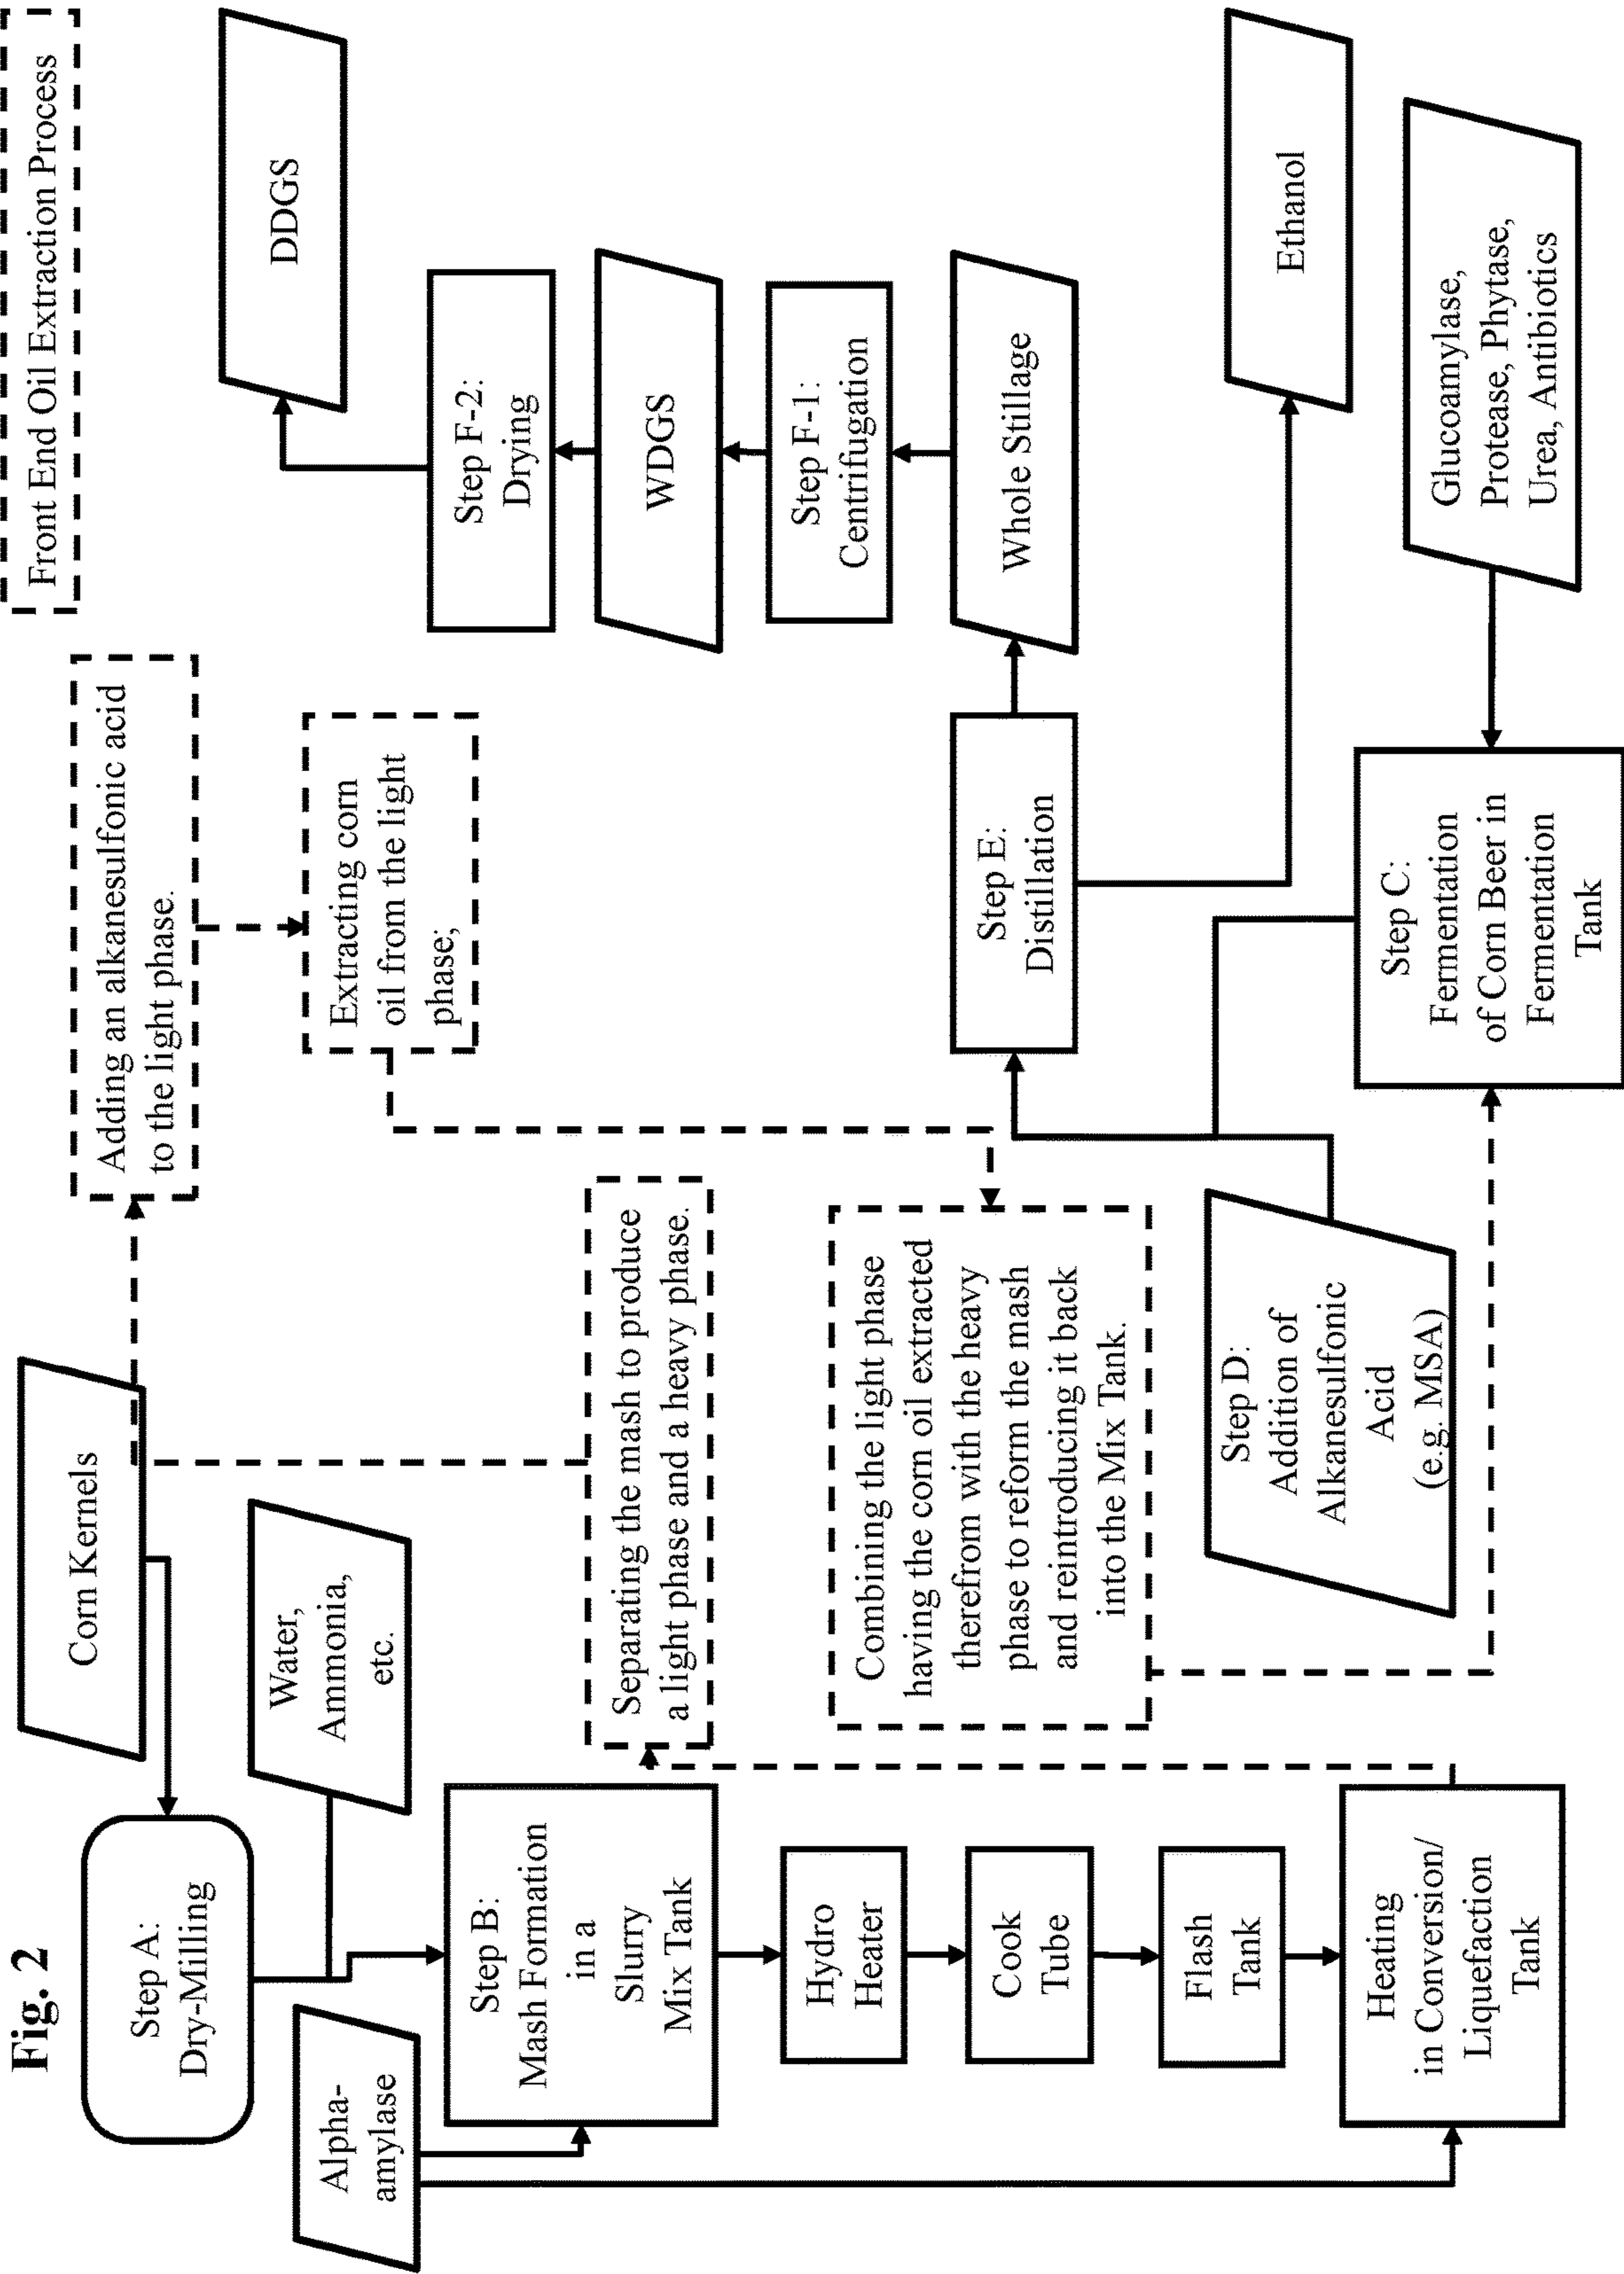 Fig. 2
Front End Oil Extraction Process
Corn Kernels
Step A:
Dry-Milling
Water,
Ammonia,
etc.
Alpha-
amylase
Step B:
Mash Formation
in a
Slurry
Mix Tank
Hydro
Heater
Cook
Tube
Flash
Tank
Heating
in Conversion/
Liquefaction
Tank
Separating the mash to produce
a light phase and a heavy phase.
Adding an alkanesulfonic acid
to the light phase.
Extracting corn
oil from the light
phase;
Combining the light phase
having the corn oil extracted
therefrom with the heavy
phase to reform the mash
and reintroducing it back
into the Mix Tank.
Step D:
Addition of
Alkanesulfonic
Acid
(e.g. MSA)
Step C:
Fermentation
of Corn Beer in
Fermentation
Tank
Glucoamylase,
Protease, Phytase,
Urea, Antibiotics
Step E:
Distillation
Ethanol
Whole Stillage
Step F-1:
Centrifugation
WDGS
Step F-2:
Drying
DDGS